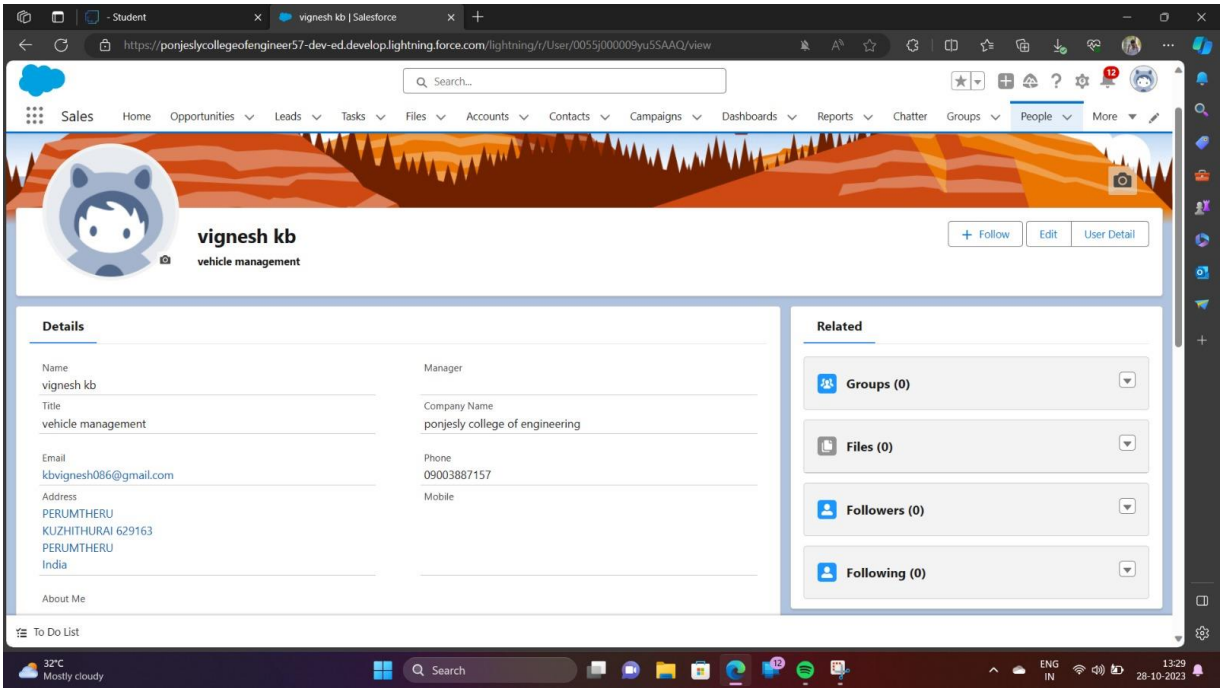 - Student
vignesh kb | Salesforce
https://ponjeslycollegeofengineer57-dev-ed.develop.lightning.force.com/lightning/r/User/0055j000009yu5SAAQ/view
Search...
12
Sales Home Opportunities Leads Tasks Files Accounts Contacts Campaigns Dashboards Reports Chatter Groups People More
vignesh kb
vehicle management
+ Follow Edit User Detail
Details
Name
vignesh kb
Manager
Title
vehicle management
Company Name
ponjesly college of engineering
Email
kbvignesh086@gmail.com
Phone
09003887157
Address
PERUMTHERU
KUZHITHURAI 629163
PERUMTHERU
India
Mobile
About Me
Related
Groups (0)
Files (0)
Followers (0)
Following (0)
To Do List
32°C
Mostly cloudy
Search
12
ENG
IN
13:29
28-10-2023